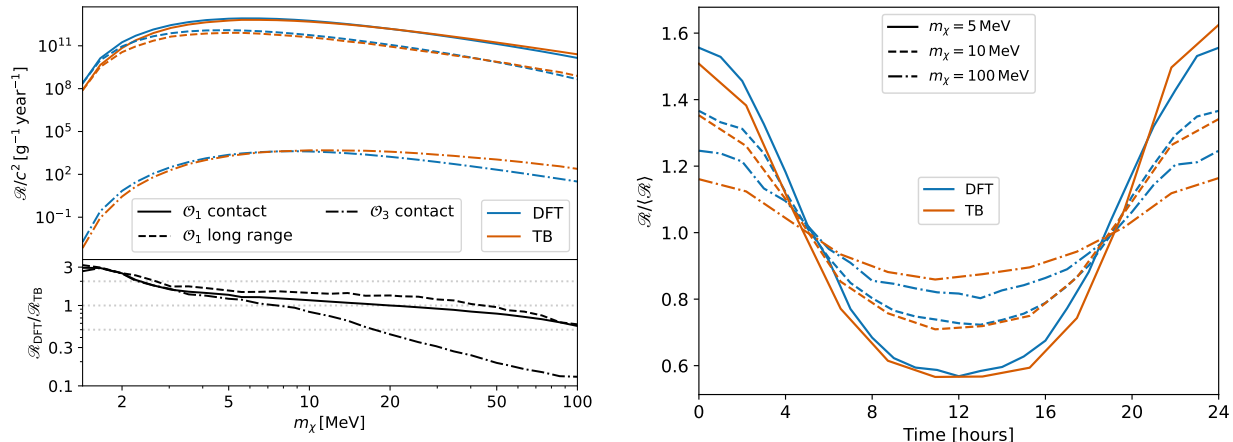 ℛ/c² [g⁻¹ year⁻¹]
10¹¹
10⁸
10⁵
10²
10⁻¹
𝒪₁ contact
𝒪₁ long range
𝒪₃ contact
DFT
TB
ℛ_DFT/ℛ_TB
3
1
0.3
0.1
2 5 10 20 50 100
m_χ [MeV]
ℛ/⟨ℛ⟩
1.6
1.4
1.2
1.0
0.8
0.6
m_χ = 5 MeV
m_χ = 10 MeV
m_χ = 100 MeV
DFT
TB
0 4 8 12 16 20 24
Time [hours]